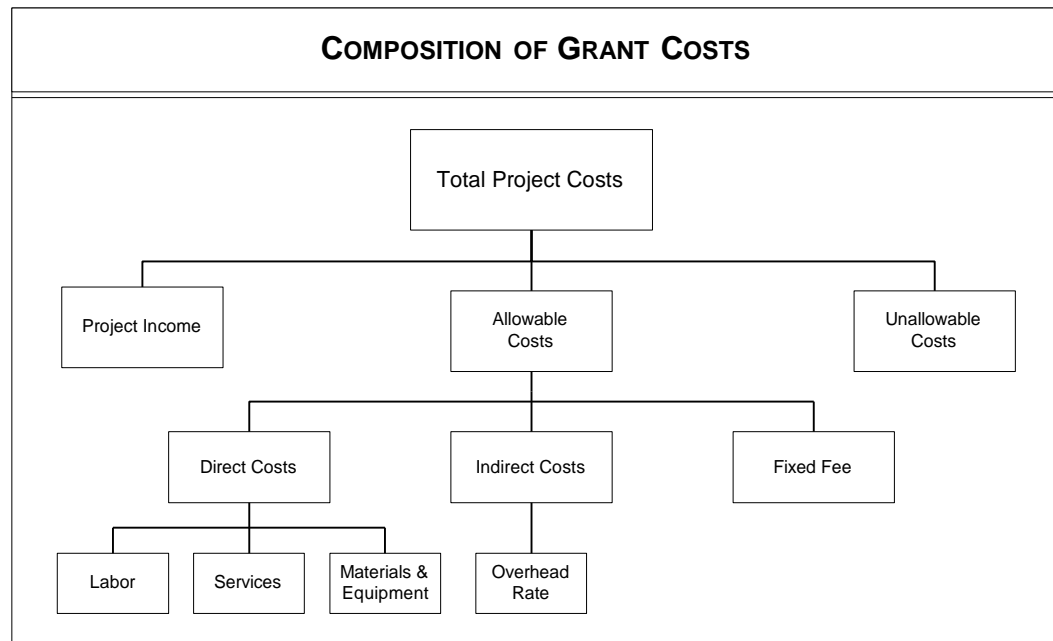 COMPOSITION OF GRANT COSTS
Total Project Costs
Project Income
Allowable
Costs
Unallowable
Costs
Direct Costs
Indirect Costs
Fixed Fee
Labor
Services
Materials &
Equipment
Overhead
Rate